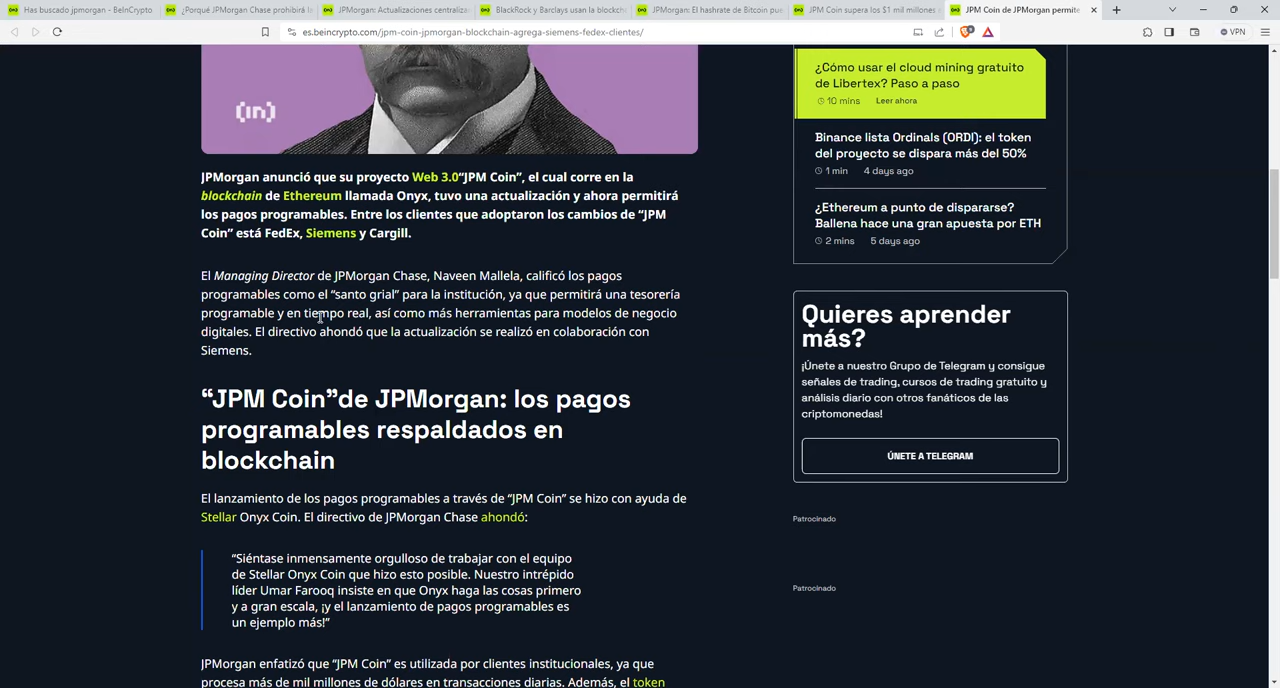 Has buscado jpmorgan - BeInCrypto
¿Porqué JPMorgan Chase prohibirá l
JPMorgan: Actualizaciones centraliza
BlackRock y Barclays usan la blockch
JPMorgan: El hashrate de Bitcoin pue
JPM Coin supera los $1 mil millones
JPM Coin de JPMorgan permite
es.beincrypto.com/jpm-coin-jpmorgan-blockchain-agrega-siemens-fedex-clientes/
VPN
(in)
JPMorgan anunció que su proyecto Web 3.0“JPM Coin”, el cual corre en la
blockchain de Ethereum llamada Onyx, tuvo una actualización y ahora permitirá
los pagos programables. Entre los clientes que adoptaron los cambios de “JPM
Coin” está FedEx, Siemens y Cargill.
El Managing Director de JPMorgan Chase, Naveen Mallela, calificó los pagos
programables como el “santo grial” para la institución, ya que permitirá una tesorería
programable y en tiempo real, así como más herramientas para modelos de negocio
digitales. El directivo ahondó que la actualización se realizó en colaboración con
Siemens.
“JPM Coin”de JPMorgan: los pagos
programables respaldados en
blockchain
El lanzamiento de los pagos programables a través de “JPM Coin” se hizo con ayuda de
Stellar Onyx Coin. El directivo de JPMorgan Chase ahondó:
“Siéntase inmensamente orgulloso de trabajar con el equipo
de Stellar Onyx Coin que hizo esto posible. Nuestro intrépido
líder Umar Farooq insiste en que Onyx haga las cosas primero
y a gran escala, ¡y el lanzamiento de pagos programables es
un ejemplo más!”
JPMorgan enfatizó que “JPM Coin” es utilizada por clientes institucionales, ya que
procesa más de mil millones de dólares en transacciones diarias. Además, el token
¿Cómo usar el cloud mining gratuito
de Libertex? Paso a paso
10 mins Leer ahora
Binance lista Ordinals (ORDI): el token
del proyecto se dispara más del 50%
1 min 4 days ago
¿Ethereum a punto de dispararse?
Ballena hace una gran apuesta por ETH
2 mins 5 days ago
Quieres aprender
más?
¡Únete a nuestro Grupo de Telegram y consigue
señales de trading, cursos de trading gratuito y
análisis diario con otros fanáticos de las
criptomonedas!
ÚNETE A TELEGRAM
Patrocinado
Patrocinado